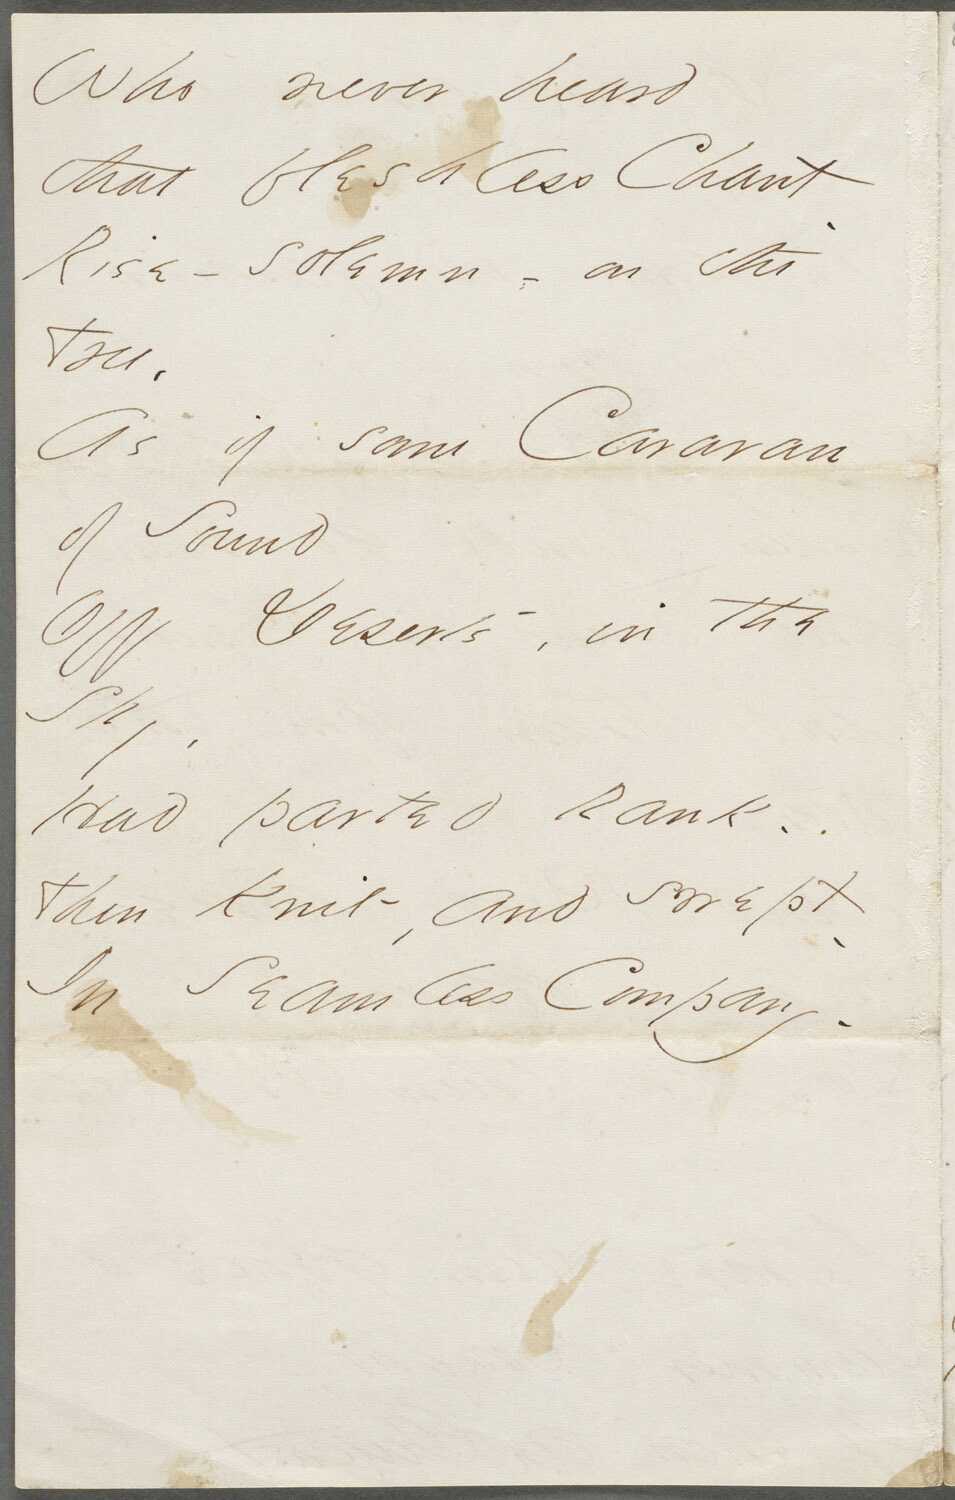 Who never heard
that fleshless Chant
Rise - solemn - on the
Tree.
As if some Caravan
of Sound
Off Deserts, in the
Sky.
Had parted Rank..
Then Knit, and swept
In Seamless Company.